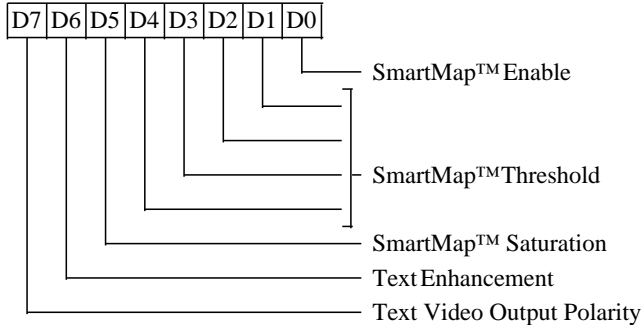 D7 D6 D5 D4 D3 D2 D1 D0
SmartMap™ Enable
SmartMap™ Threshold
SmartMap™ Saturation
Text Enhancement
Text Video Output Polarity